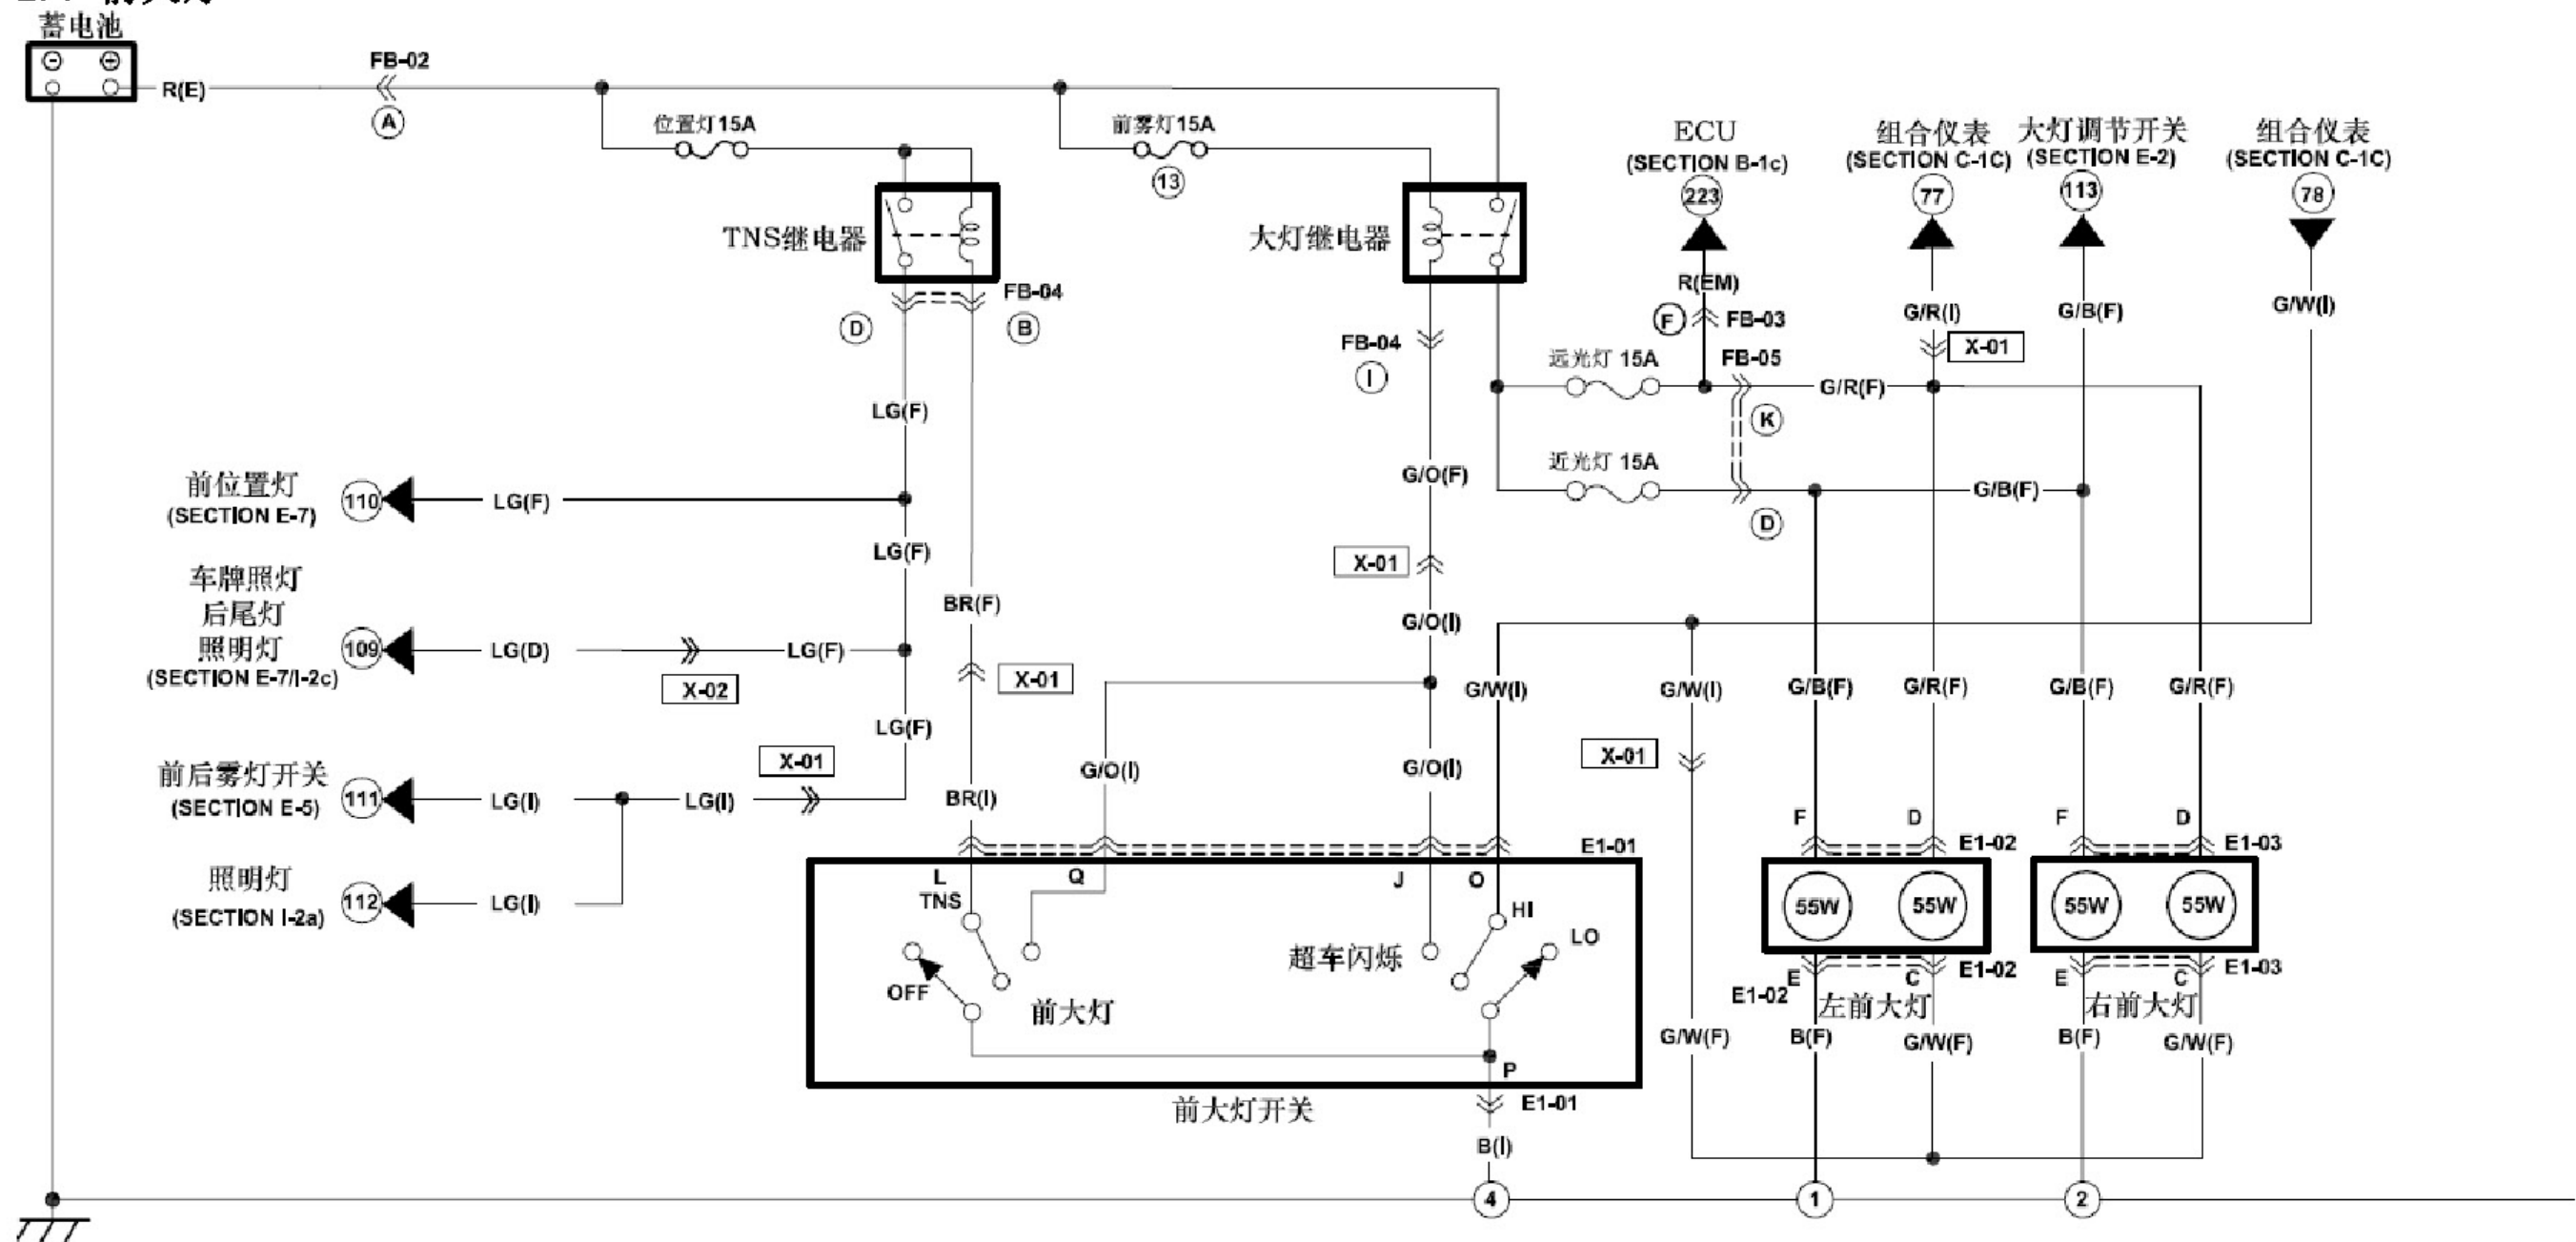 蓄电池
R(E)
FB-02
A
位置灯15A
前雾灯15A
13
TNS继电器
FB-04
D
B
大灯继电器
FB-04
I
ECU
(SECTION B-1c)
223
组合仪表
(SECTION C-1C)
77
大灯调节开关
(SECTION E-2)
113
组合仪表
(SECTION C-1C)
78
R(EM)
F
FB-03
G/R(I)
X-01
G/B(F)
G/W(I)
远光灯 15A
FB-05
G/R(F)
K
近光灯 15A
G/B(F)
D
LG(F)
前位置灯
(SECTION E-7)
110
LG(F)
LG(F)
车牌照灯
后尾灯
照明灯
(SECTION E-7/I-2c)
109
LG(D)
X-02
LG(F)
LG(F)
前后雾灯开关
(SECTION E-5)
111
LG(I)
LG(I)
X-01
照明灯
(SECTION I-2a)
112
LG(I)
BR(F)
X-01
BR(I)
G/O(F)
X-01
G/O(I)
G/O(I)
G/O(I)
G/W(I)
G/W(I)
X-01
G/B(F)
G/R(F)
G/B(F)
G/R(F)
E1-01
L
Q
J
O
TNS
OFF
前大灯
超车闪烁
HI
LO
P
前大灯开关
E1-01
B(I)
F
D
E1-02
55W
55W
E
C
E1-02
E1-02
左前大灯
F
D
E1-03
55W
55W
E
C
E1-03
右前大灯
G/W(F)
B(F)
G/W(F)
B(F)
G/W(F)
4
1
2